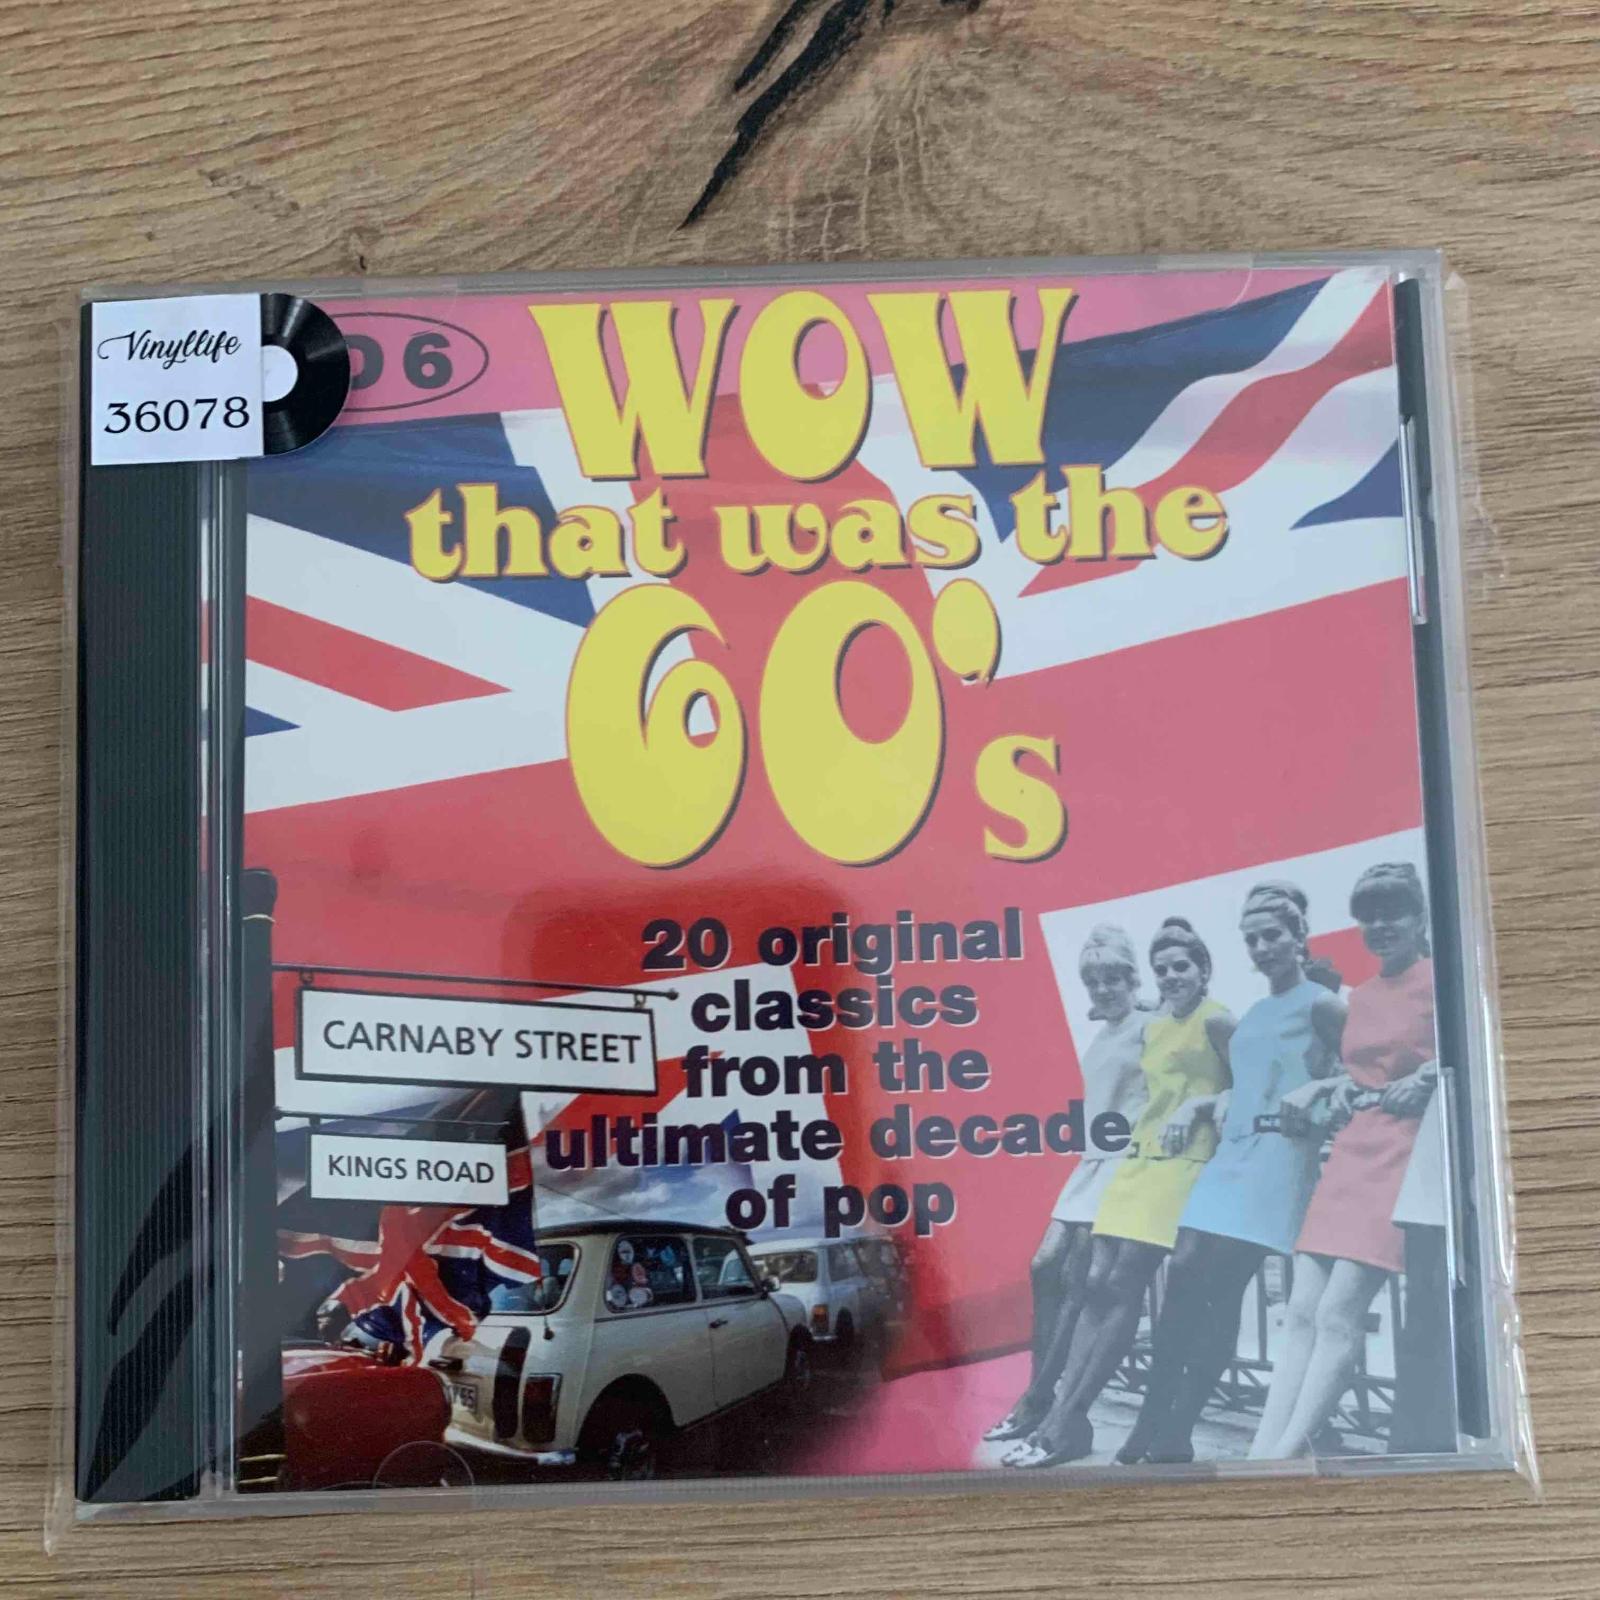 Vinyllife
36078
D 6
WOW
that was the
60's
20 original
classics
from the
ultimate decade
of pop
CARNABY STREET
KINGS ROAD